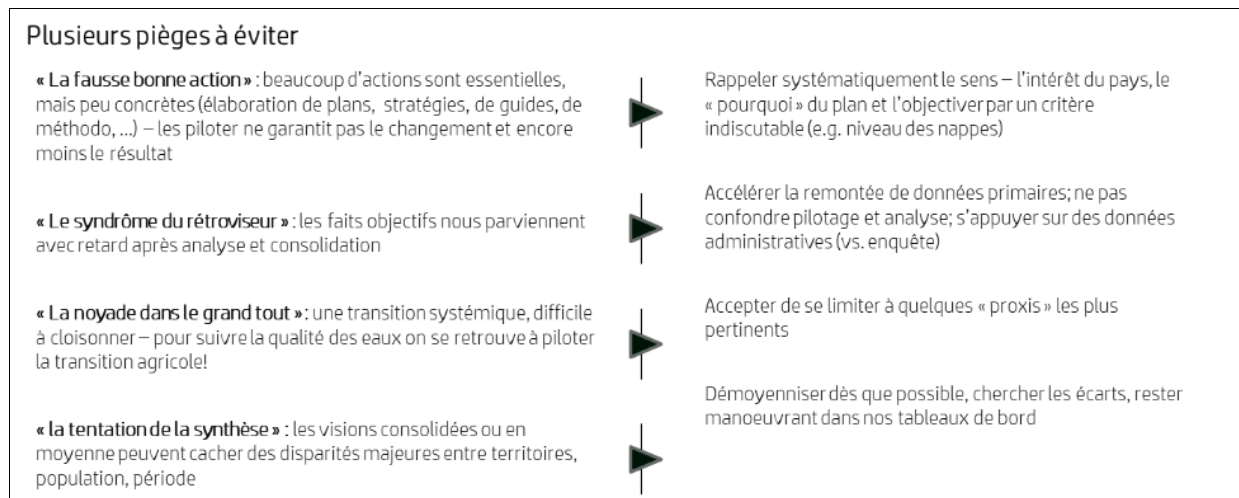 Plusieurs pièges à éviter
« La fausse bonne action » : beaucoup d'actions sont essentielles,
mais peu concrètes (élaboration de plans, stratégies, de guides, de
méthodo, ...) – les piloter ne garantit pas le changement et encore
moins le résultat
Rappeler systématiquement le sens – l'intérêt du pays, le
« pourquoi » du plan et l'objectiver par un critère
indiscutable (e.g. niveau des nappes)
« Le syndrôme du rétroviseur » : les faits objectifs nous parviennent
avec retard après analyse et consolidation
Accélérer la remontée de données primaires; ne pas
confondre pilotage et analyse; s'appuyer sur des données
administratives (vs. enquête)
« La noyade dans le grand tout » : une transition systémique, difficile
à cloisonner – pour suivre la qualité des eaux on se retrouve à piloter
la transition agricole!
Accepter de se limiter à quelques « proxis » les plus
pertinents
« la tentation de la synthèse » : les visions consolidées ou en
moyenne peuvent cacher des disparités majeures entre territoires,
population, période
Démoyenniser dès que possible, chercher les écarts, rester
manoeuvrant dans nos tableaux de bord